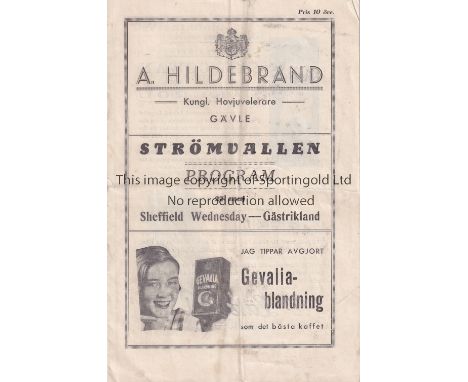 Pris 10 öre.
A. HILDEBRAND
Kungl. Hovjuvelerare
GÄVLE
STRÖMVALLEN
PROGRAM
This image copyright of Sportingold Ltd
No reproduction allowed
Sheffield Wednesday — Gästrikland
JAG TIPPAR AVGJORT
Gevalia-
blandning
som det bästa kaffet
GEVALIA
BLANDNING